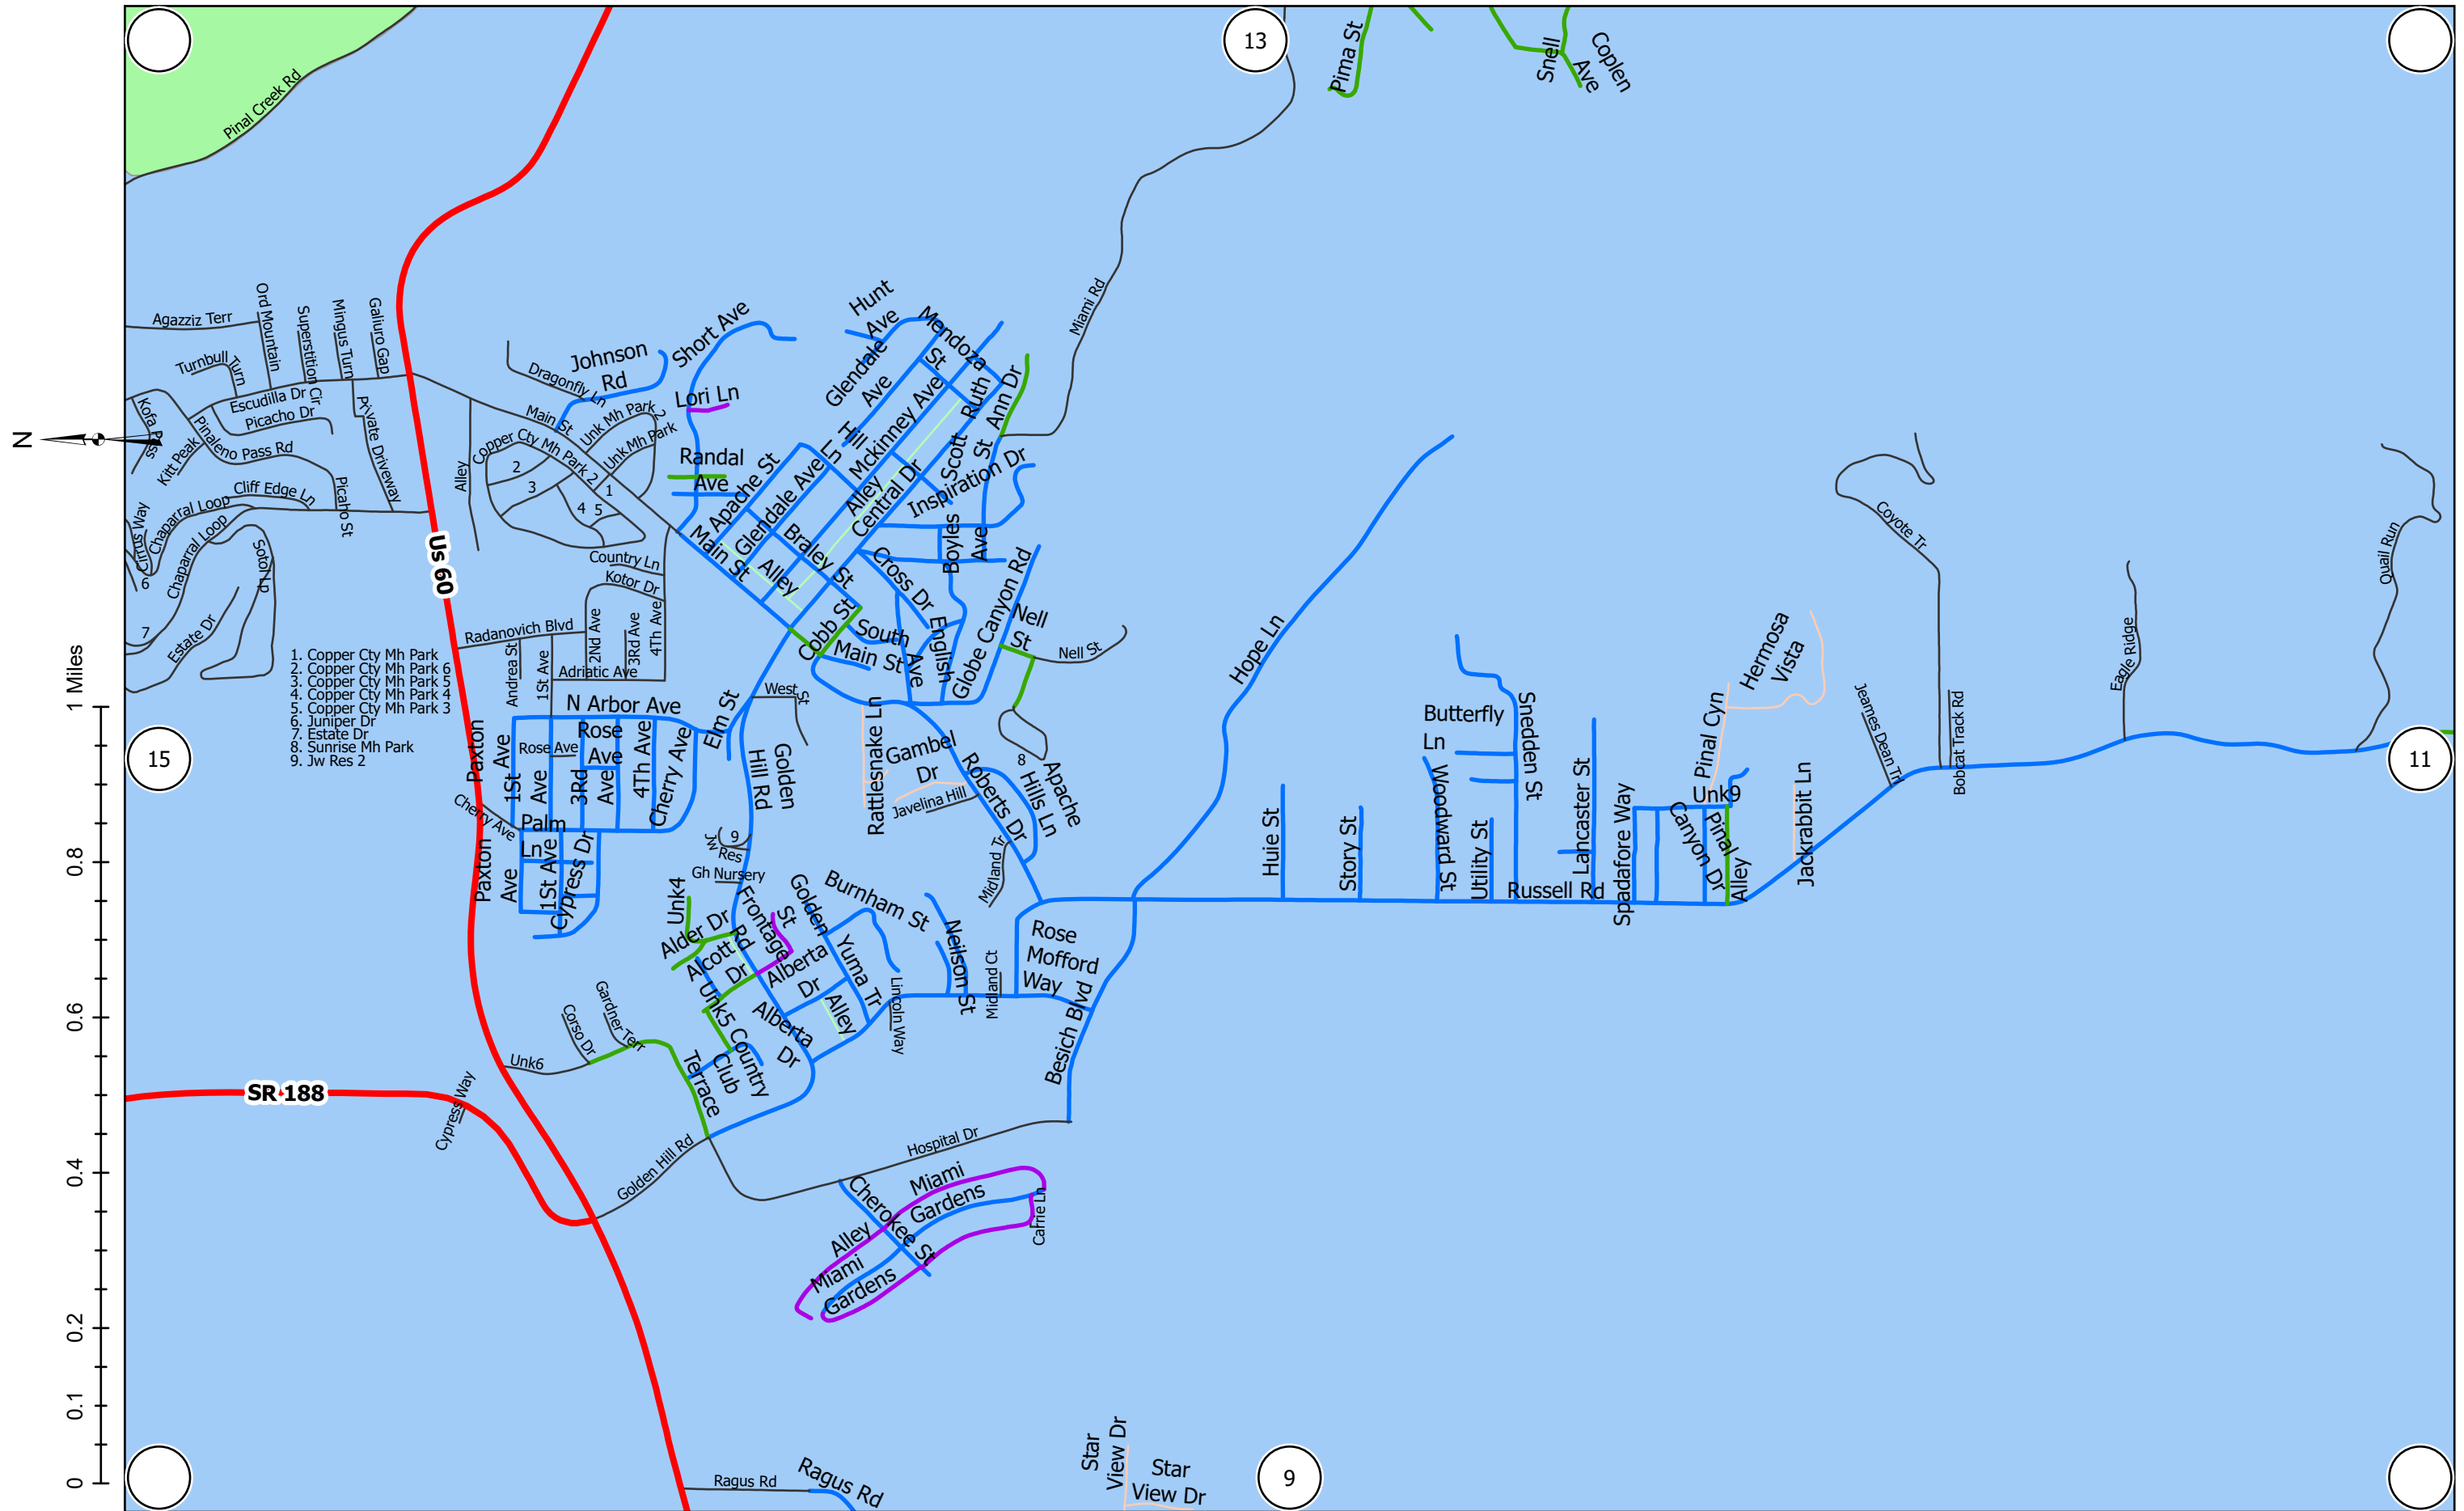 13
15
11
9
N
1 Miles
0.8
0.6
0.4
0.2
0.1
0
Pinal Creek Rd
Pima St
Snell
Ave
Coplen
Miami Rd
Agazziz Terr
Ord Mountain
Superstition Cir
Mingus Turn
Galiuro Gap
Turnbull Turn
Escudilla Dr
Picacho Dr
Private Driveway
Kofa Pass
Kitt Peak
Pinaleno Pass Rd
Picaho St
Cliff Edge Ln
Chaparral Loop
Chaparral Loop
Citrus Way
6
7
Sotol Lp
Estate Dr
Us 60
Alley
Dragonfly Ln
Johnson
Rd
Main St
Unk Mh Park 2
Unk Mh Park
Copper Cty Mh Park 2
1
2
3
4
5
Short Ave
Lori Ln
Randal
Ave
Hunt
Ave
Glendale
Ave
Mendoza
St
Hill
Ln
Mckinney Ave
Ruth
St
Ann Dr
Scott
Inspiration Dr
Apache St
Glendale Ave
Alley
Central Dr
Main St
Braley St
Alley
Cross Dr
Boyles
Ave
Cobb St
South
Main St
English
Ave
Globe Canyon Rd
Nell
St
Nell St
Country Ln
Kotor Dr
Radanovich Blvd
Andrea St
1St Ave
2Nd Ave
3Rd Ave
4Th Ave
Adriatic Ave
1. Copper Cty Mh Park
2. Copper Cty Mh Park 6
3. Copper Cty Mh Park 5
4. Copper Cty Mh Park 4
5. Copper Cty Mh Park 3
6. Juniper Dr
7. Estate Dr
8. Sunrise Mh Park
9. Jw Res 2
N Arbor Ave
Rose
Ave
Rose Ave
Paxton
1St Ave
Ave
3Rd
Ave
4Th Ave
Cherry Ave
Cherry Ave
Palm
Ln
Paxton
Ave
1St Ave
Cypress Dr
Elm St
West St
Golden
Hill Rd
9
Jw Res
Gh Nursery
Rattlesnake Ln
Gambel
Dr
Javelina Hill
Roberts Dr
8
Apache
Hills Ln
Midland Tr
Hope Ln
Huie St
Story St
Butterfly
Ln
Woodward St
Utility St
Snedden St
Lancaster St
Russell Rd
Spadafore Way
Pinal
Canyon Dr
Unk9
Alley
Pinal Cyn
Hermosa
Vista
Jackrabbit Ln
Jeames Dean Tr
Bobcat Track Rd
Coyote Tr
Eagle Ridge
Quail Run
Unk4
Alder Dr
Alcott
Dr
Unk5
Frontage
Rd
St
Golden
Burnham St
Alberta
Dr
Yuma Tr
Alley
Alberta
Dr
Lincoln Way
Neilson St
Midland Ct
Rose
Mofford
Way
Besich Blvd
Country
Club
Terrace
Gardner Terr
Corso Dr
Unk6
SR 188
Cypress Way
Golden Hill Rd
Hospital Dr
Cherokee St
Miami
Gardens
Carrie Ln
Alley
Miami
Gardens
Ragus Rd
Ragus Rd
Star
View Dr
Star
View Dr